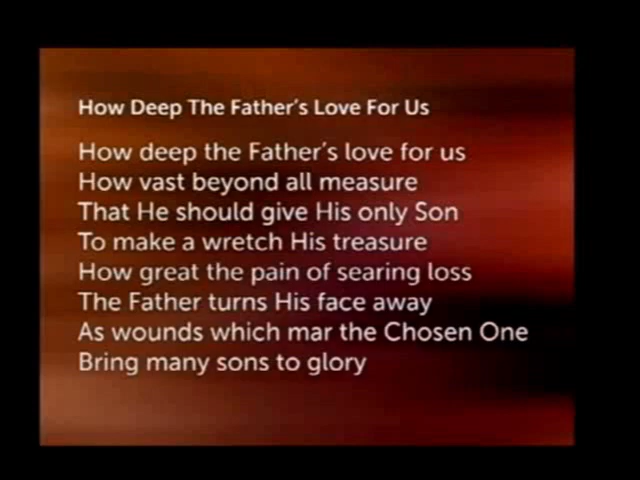 How Deep The Father's Love For Us
How deep the Father's love for us
How vast beyond all measure
That He should give His only Son
To make a wretch His treasure
How great the pain of searing loss
The Father turns His face away
As wounds which mar the Chosen One
Bring many sons to glory